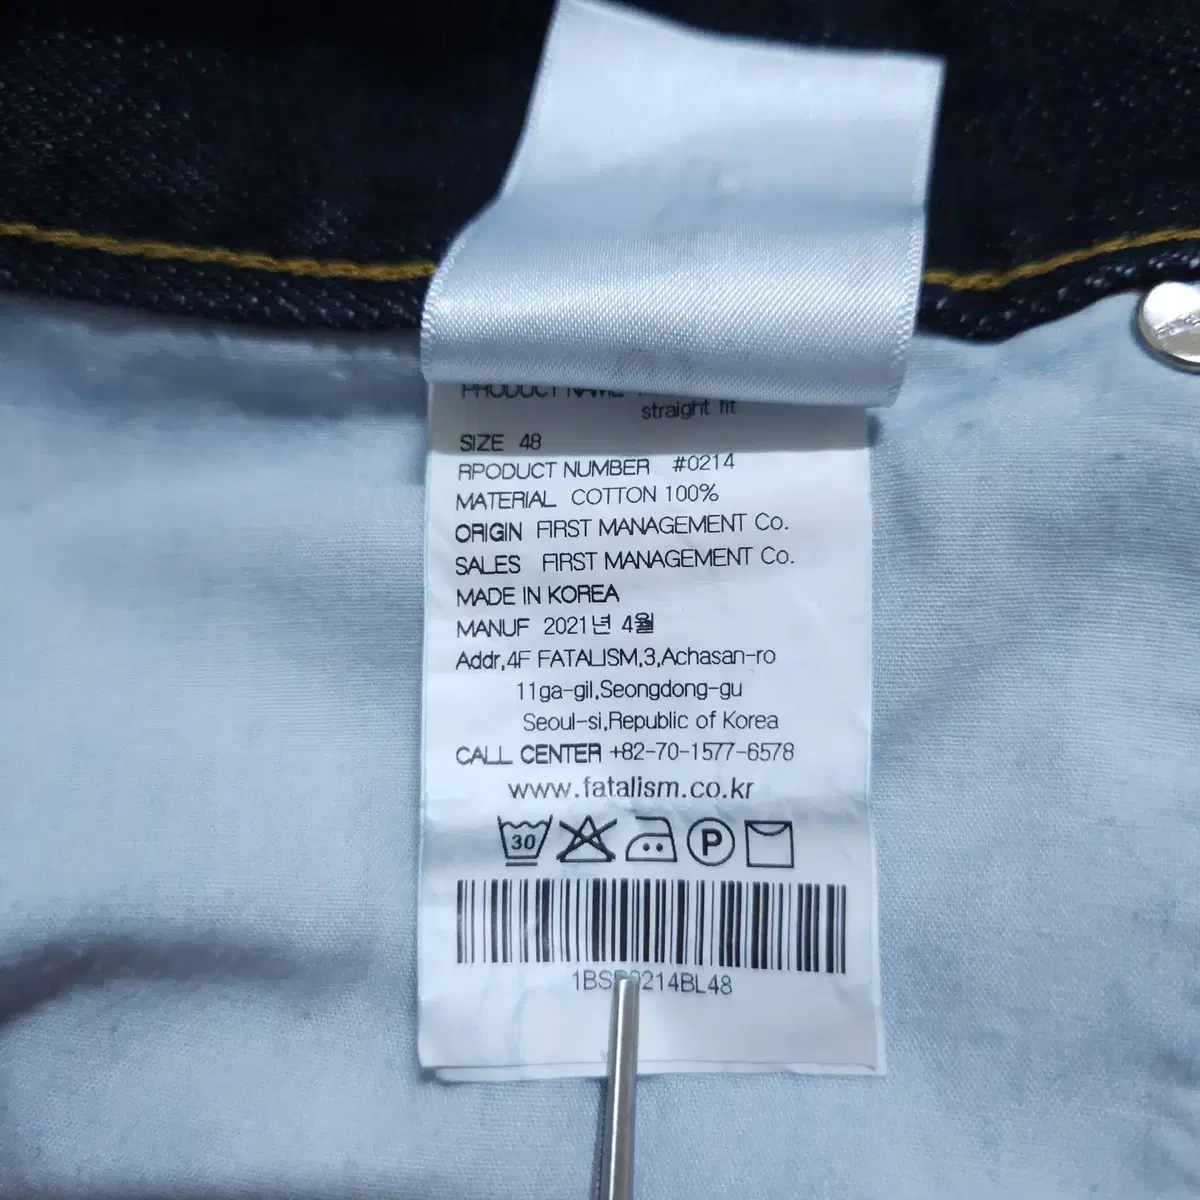 PRODUCT NAME
straight fit
SIZE 48
RPODUCT NUMBER #0214
MATERIAL COTTON 100%
ORIGIN FIRST MANAGEMENT Co.
SALES FIRST MANAGEMENT Co.
MADE IN KOREA
MANUF 2021년 4월
Addr,4F FATALISM,3,Achasan-ro
11ga-gil,Seongdong-gu
Seoul-si,Republic of Korea
CALL CENTER +82-70-1577-6578
www.fatalism.co.kr
30 P